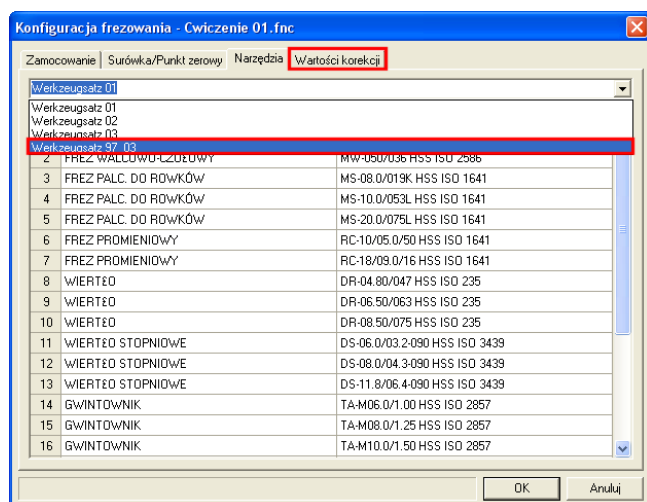 Konfiguracja frezowania - Cwiczenie 01.fnc
Zamocowanie Surówka/Punkt zerowy Narzędzia Wartości korekcji
Werkzeugsatz 01
Werkzeugsatz 01
Werkzeugsatz 02
Werkzeugsatz 03
Werkzeugsatz 97_03
2 FREZ WALCOWO-CZOŁOWY MW-050/036 HSS ISO 2586
3 FREZ PALC. DO ROWKÓW MS-08.0/019K HSS ISO 1641
4 FREZ PALC. DO ROWKÓW MS-10.0/053L HSS ISO 1641
5 FREZ PALC. DO ROWKÓW MS-20.0/075L HSS ISO 1641
6 FREZ PROMIENIOWY RC-10/05.0/50 HSS ISO 1641
7 FREZ PROMIENIOWY RC-18/09.0/16 HSS ISO 1641
8 WIERT£O DR-04.80/047 HSS ISO 235
9 WIERT£O DR-06.50/063 HSS ISO 235
10 WIERT£O DR-08.50/075 HSS ISO 235
11 WIERT£O STOPNIOWE DS-06.0/03.2-090 HSS ISO 3439
12 WIERT£O STOPNIOWE DS-08.0/04.3-090 HSS ISO 3439
13 WIERT£O STOPNIOWE DS-11.8/06.4-090 HSS ISO 3439
14 GWINTOWNIK TA-M06.0/1.00 HSS ISO 2857
15 GWINTOWNIK TA-M08.0/1.25 HSS ISO 2857
16 GWINTOWNIK TA-M10.0/1.50 HSS ISO 2857
OK Anuluj